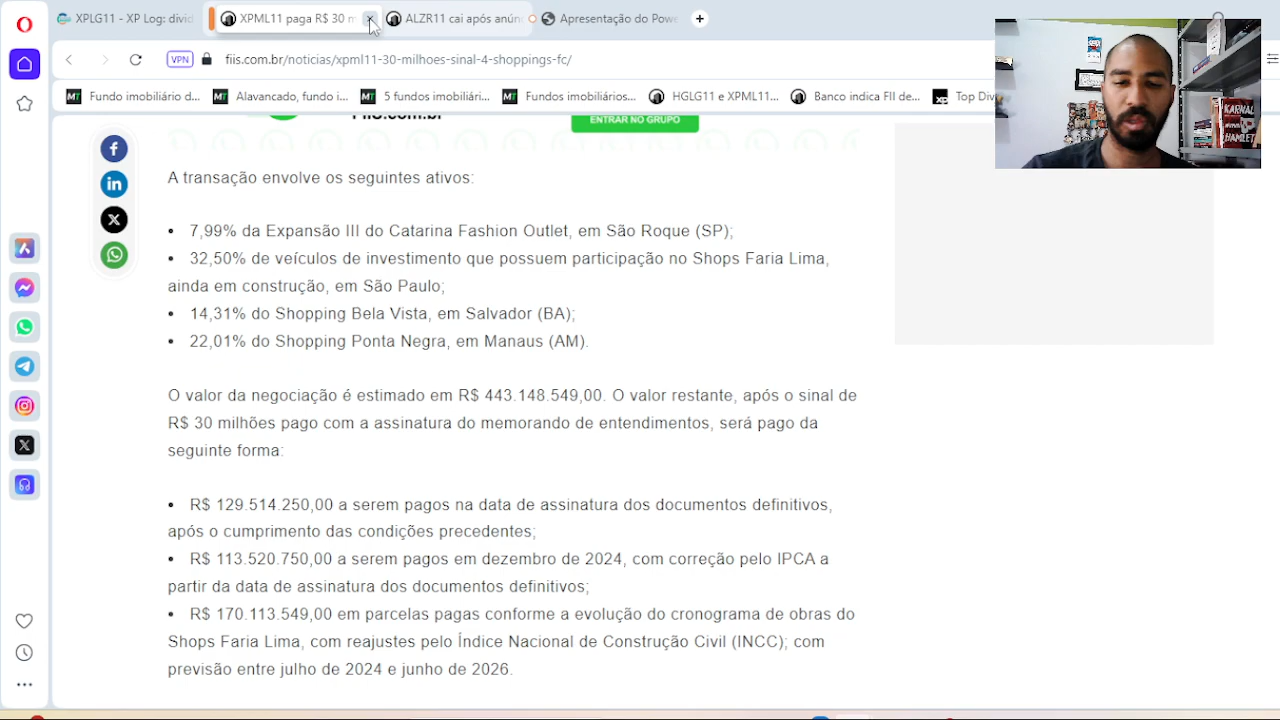 XPLG11 - XP Log: divid
XPML11 paga R$ 30 m
ALZR11 cai após anún
Apresentação do Powe
VPN
fiis.com.br/noticias/xpml11-30-milhoes-sinal-4-shoppings-fc/
MT Fundo imobiliário d...
MT Alavancado, fundo i...
MT 5 fundos imobiliári...
MT Fundos imobiliários...
HGLG11 e XPML11...
Banco indica FII de...
xp Top Div
Fiis.com.br
ENTRAR NO GRUPO
KARNAL
HAMLET
A transação envolve os seguintes ativos:
• 7,99% da Expansão III do Catarina Fashion Outlet, em São Roque (SP);
• 32,50% de veículos de investimento que possuem participação no Shops Faria Lima,
ainda em construção, em São Paulo;
• 14,31% do Shopping Bela Vista, em Salvador (BA);
• 22,01% do Shopping Ponta Negra, em Manaus (AM).
O valor da negociação é estimado em R$ 443.148.549,00. O valor restante, após o sinal de
R$ 30 milhões pago com a assinatura do memorando de entendimentos, será pago da
seguinte forma:
• R$ 129.514.250,00 a serem pagos na data de assinatura dos documentos definitivos,
após o cumprimento das condições precedentes;
• R$ 113.520.750,00 a serem pagos em dezembro de 2024, com correção pelo IPCA a
partir da data de assinatura dos documentos definitivos;
• R$ 170.113.549,00 em parcelas pagas conforme a evolução do cronograma de obras do
Shops Faria Lima, com reajustes pelo Índice Nacional de Construção Civil (INCC); com
previsão entre julho de 2024 e junho de 2026.